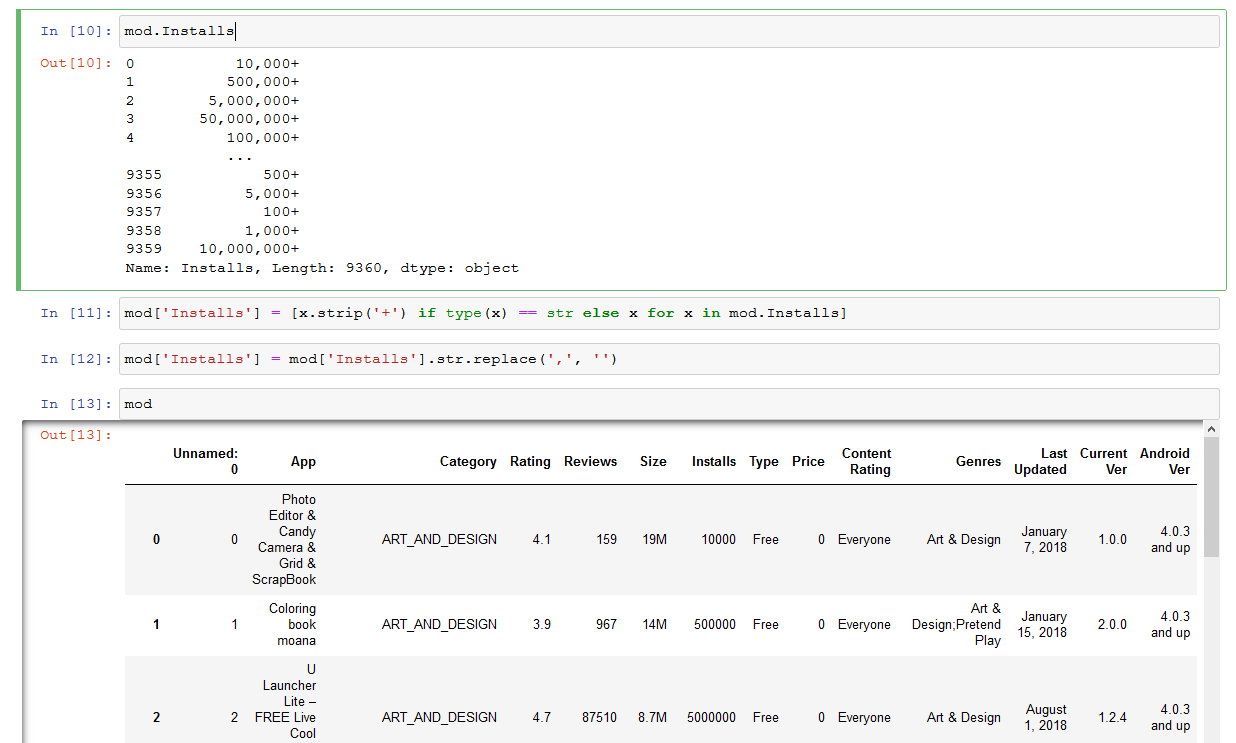 In [10]: mod.Installs
Out[10]: 0 10,000+
1 500,000+
2 5,000,000+
3 50,000,000+
4 100,000+
...
9355 500+
9356 5,000+
9357 100+
9358 1,000+
9359 10,000,000+
Name: Installs, Length: 9360, dtype: object
In [11]: mod['Installs'] = [x.strip('+') if type(x) == str else x for x in mod.Installs]
In [12]: mod['Installs'] = mod['Installs'].str.replace(',', '')
In [13]: mod
Out[13]:
Unnamed: 0 App Category Rating Reviews Size Installs Type Price Content Rating Genres Last Updated Current Ver Android Ver
0 0 Photo Editor & Candy Camera & Grid & ScrapBook ART_AND_DESIGN 4.1 159 19M 10000 Free 0 Everyone Art & Design January 7, 2018 1.0.0 4.0.3 and up
1 1 Coloring book moana ART_AND_DESIGN 3.9 967 14M 500000 Free 0 Everyone Art & Design;Pretend Play January 15, 2018 2.0.0 4.0.3 and up
2 2 U Launcher Lite – FREE Live Cool ART_AND_DESIGN 4.7 87510 8.7M 5000000 Free 0 Everyone Art & Design August 1, 2018 1.2.4 4.0.3 and up